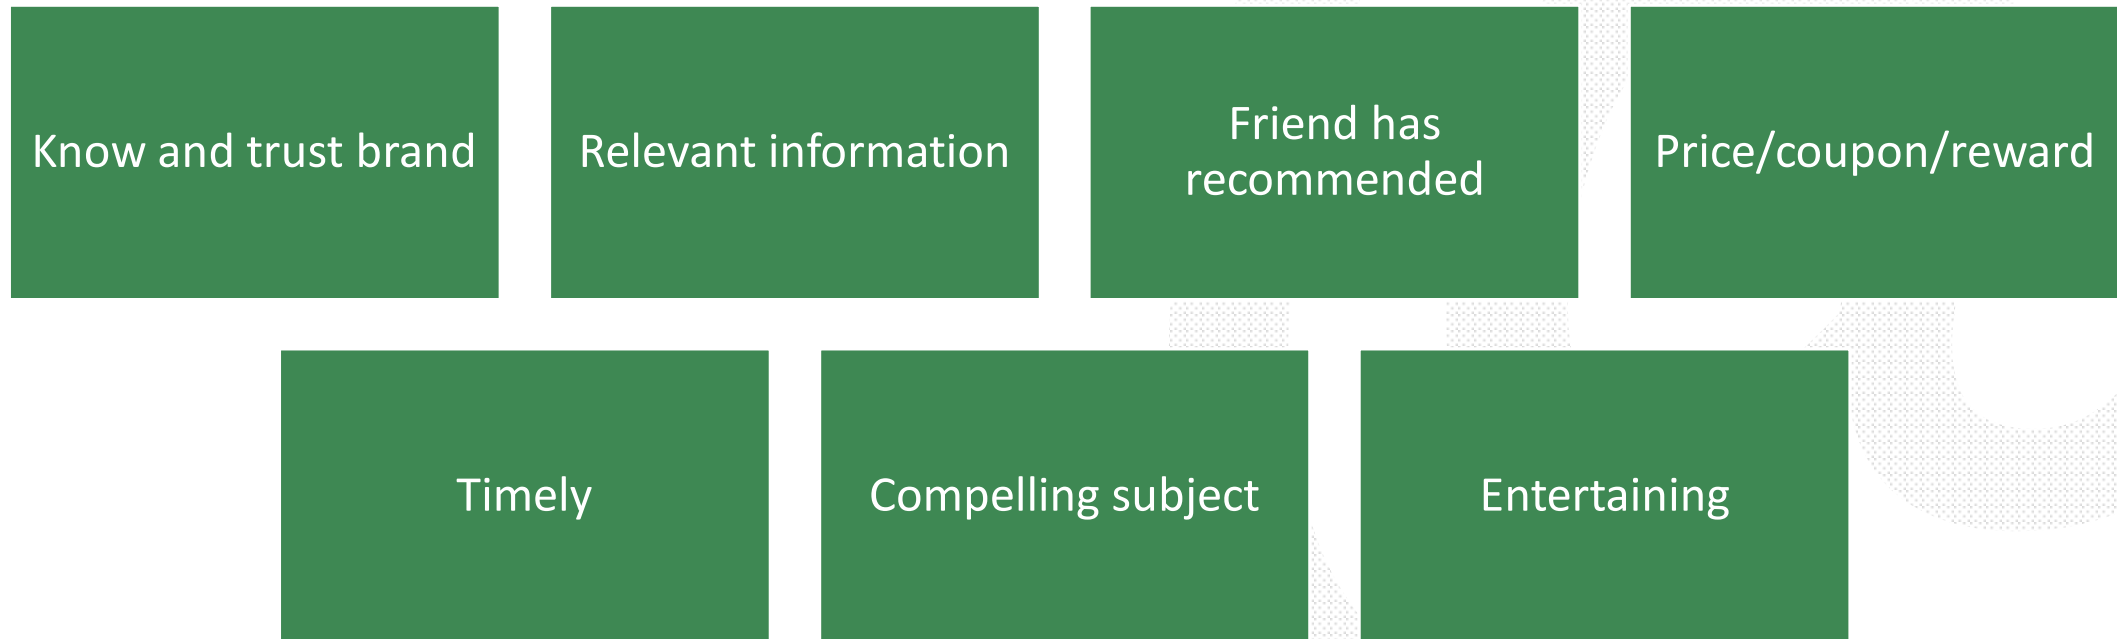 Know and trust brand
Relevant information
Friend has
recommended
Price/coupon/reward
Timely
Compelling subject
Entertaining